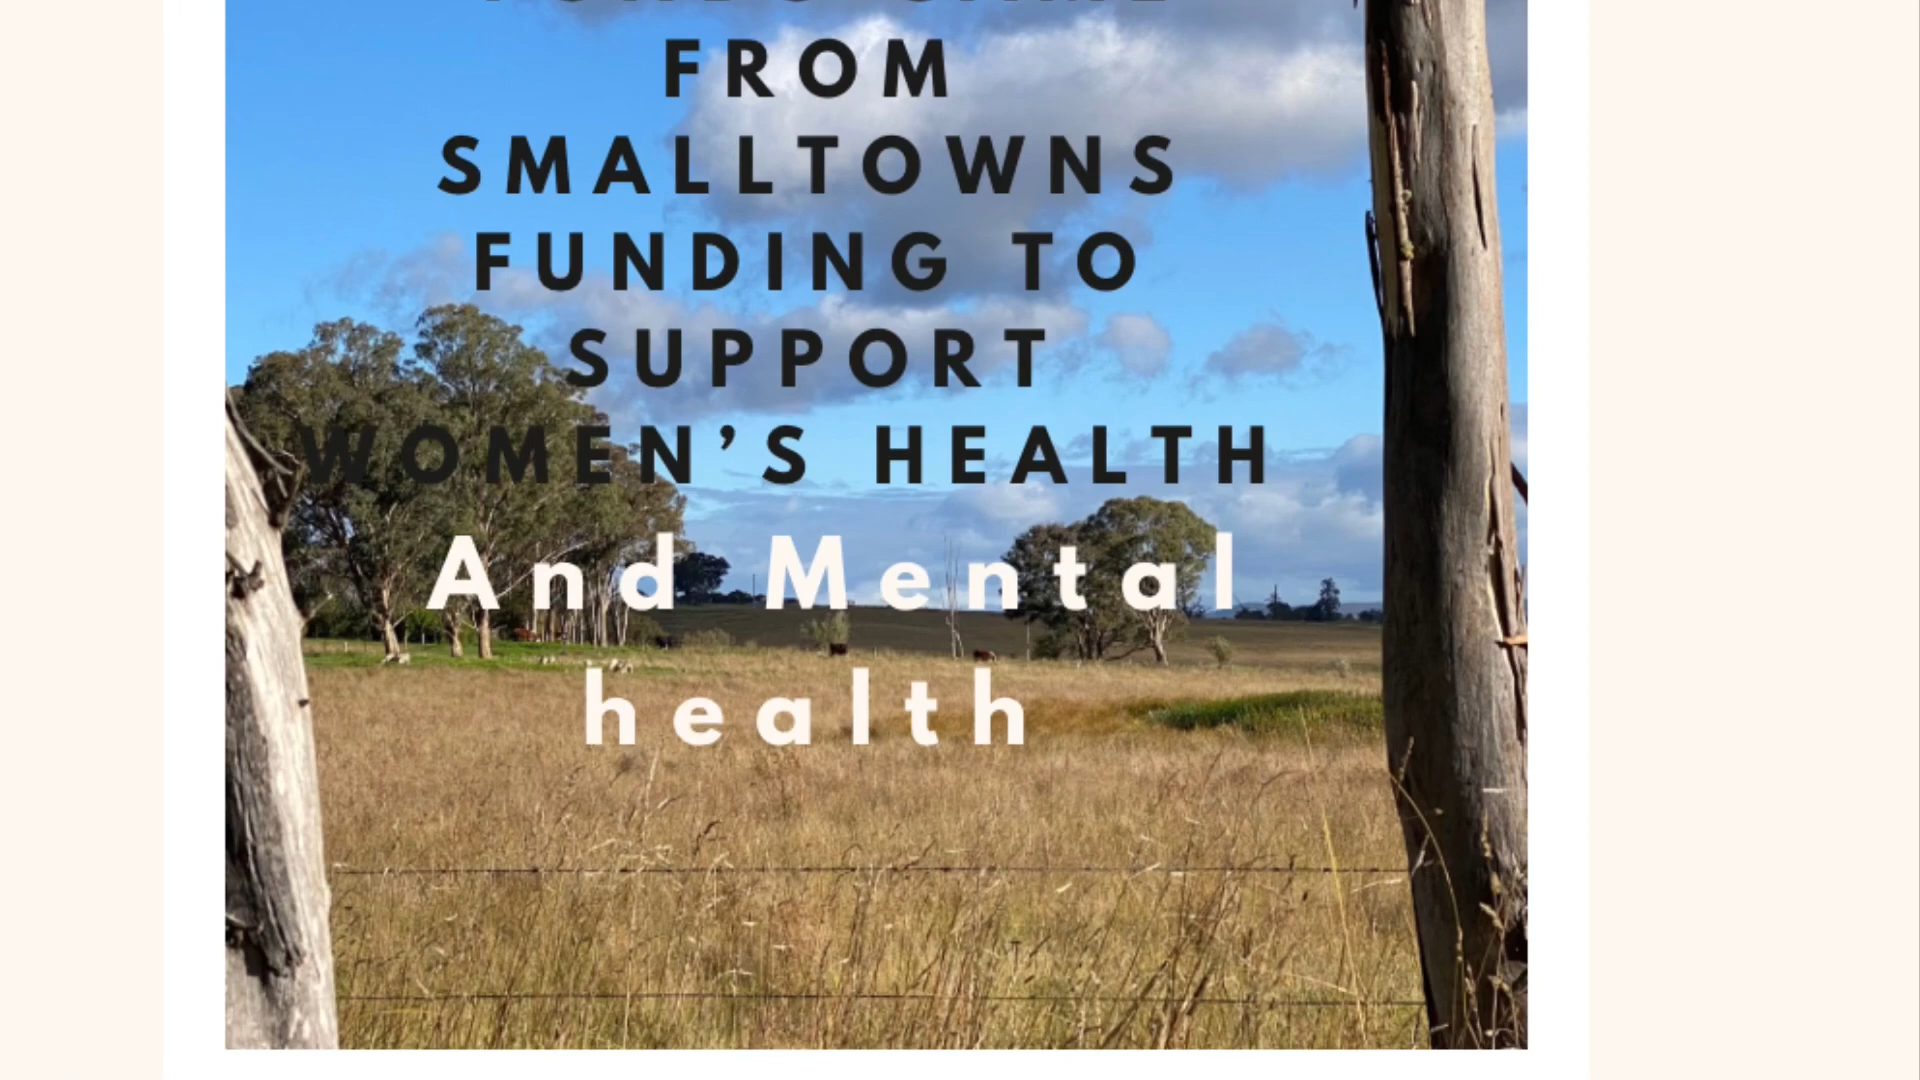 FROM
SMALLTOWNS
FUNDING TO
SUPPORT
WOMEN’S HEALTH
And Mental
health